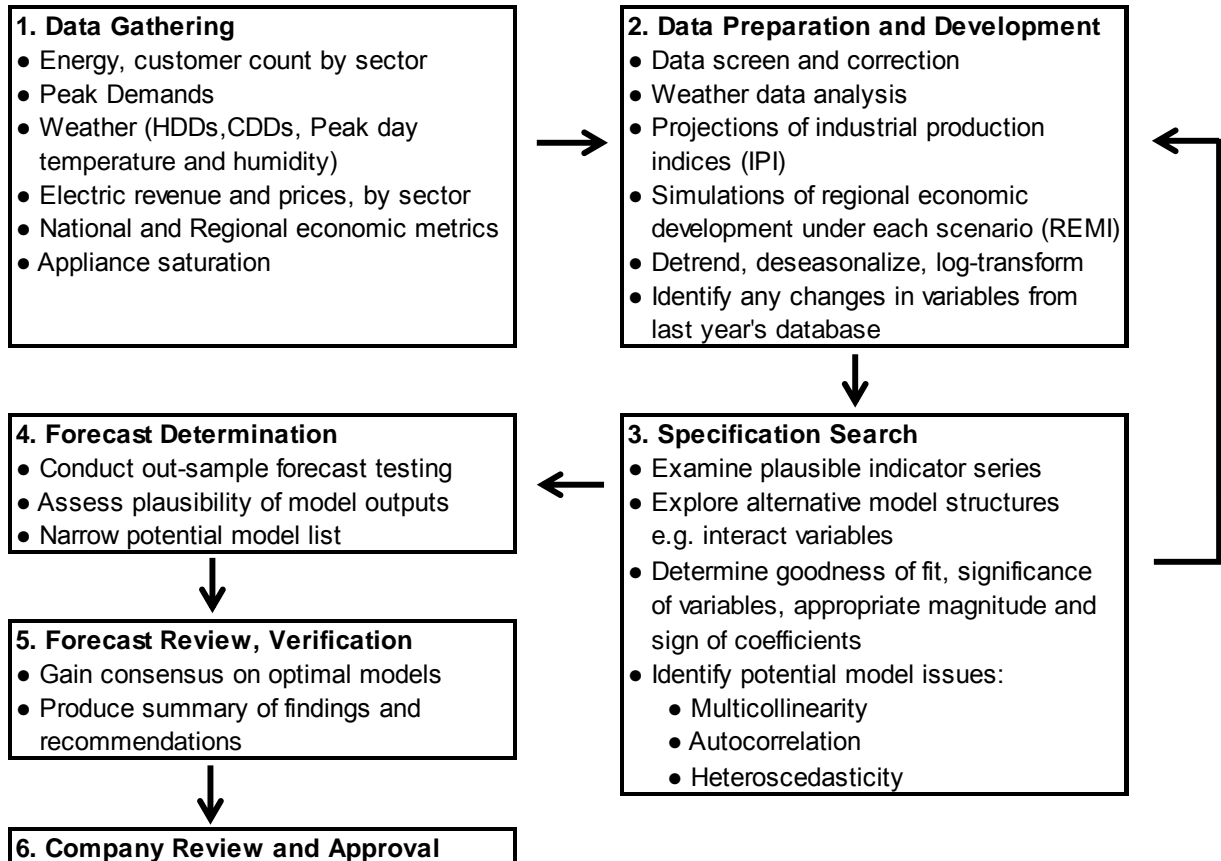 1. Data Gathering
● Energy, customer count by sector
● Peak Demands
● Weather (HDDs,CDDs, Peak day
temperature and humidity)
● Electric revenue and prices, by sector
● National and Regional economic metrics
● Appliance saturation
2. Data Preparation and Development
● Data screen and correction
● Weather data analysis
● Projections of industrial production
indices (IPI)
● Simulations of regional economic
development under each scenario (REMI)
● Detrend, deseasonalize, log-transform
● Identify any changes in variables from
last year's database
3. Specification Search
● Examine plausible indicator series
● Explore alternative model structures
e.g. interact variables
● Determine goodness of fit, significance
of variables, appropriate magnitude and
sign of coefficients
● Identify potential model issues:
● Multicollinearity
● Autocorrelation
● Heteroscedasticity
4. Forecast Determination
● Conduct out-sample forecast testing
● Assess plausibility of model outputs
● Narrow potential model list
5. Forecast Review, Verification
● Gain consensus on optimal models
● Produce summary of findings and
recommendations
6. Company Review and Approval